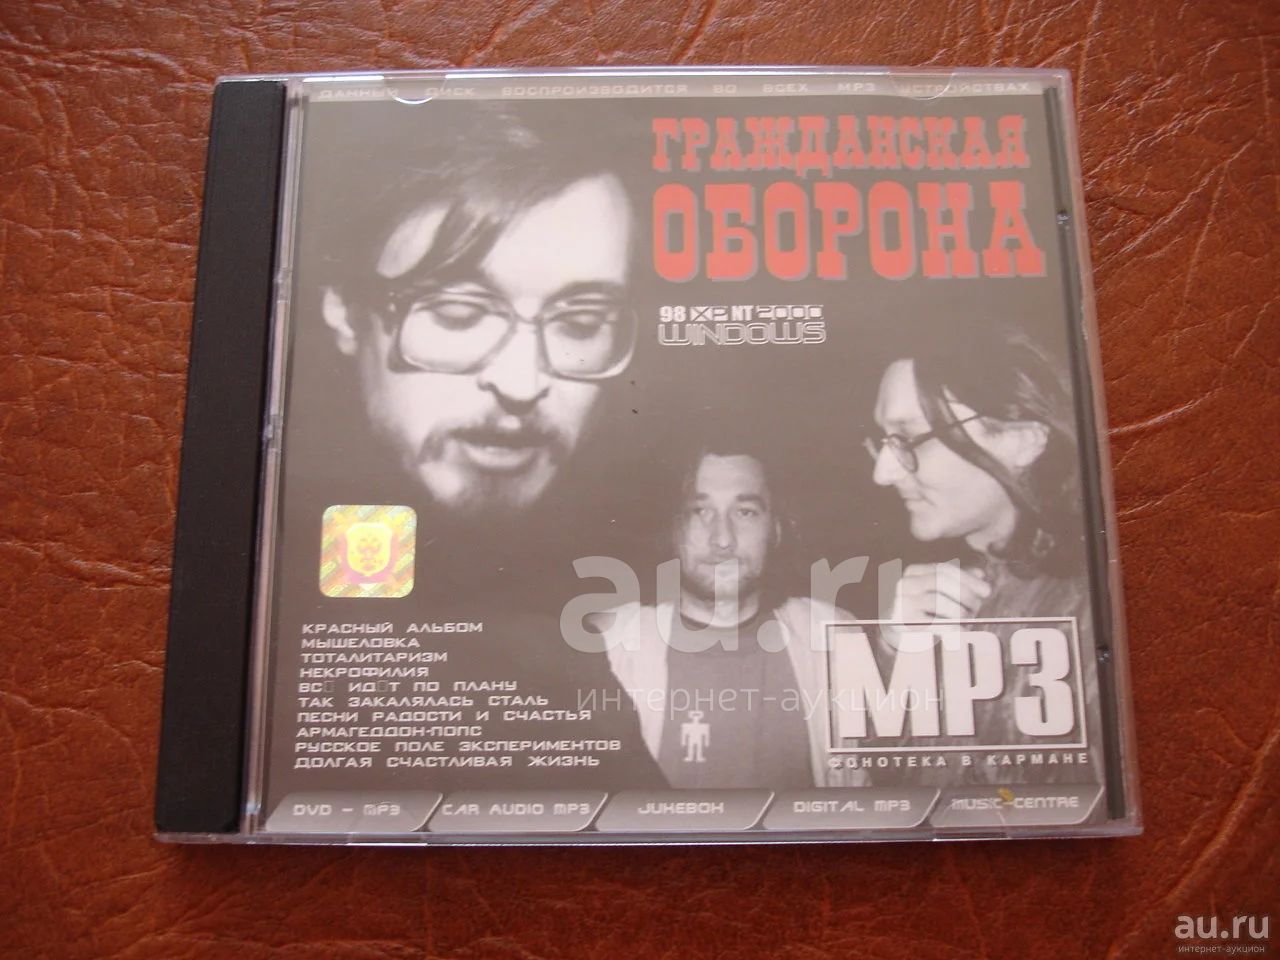 ДАННЫЙ ДИСК ВОСПРОИЗВОДИТСЯ ВО ВСЕХ MP3 УСТРОЙСТВАХ
ГРАЖДАНСКАЯ
ОБОРОНА
98 XP NT 2000
WINDOWS
КРАСНЫЙ АЛЬБОМ
МЫШЕЛОВКА
ТОТАЛИТАРИЗМ
НЕКРОФИЛИЯ
ВС▯ ИД▯Т ПО ПЛАНУ
ТАК ЗАКАЛЯЛАСЬ СТАЛЬ
ПЕСНИ РАДОСТИ И СЧАСТЬЯ
АРМАГЕДДОН-ПОПС
РУССКОЕ ПОЛЕ ЭКСПЕРИМЕНТОВ
ДОЛГАЯ СЧАСТЛИВАЯ ЖИЗНЬ
au.ru
интернет-аукцион
MP3
ФОНОТЕКА В КАРМАНЕ
DVD - MP3
CAR AUDIO MP3
JUKEBOX
DIGITAL MP3
MUSIC CENTRE
au.ru
интернет-аукцион